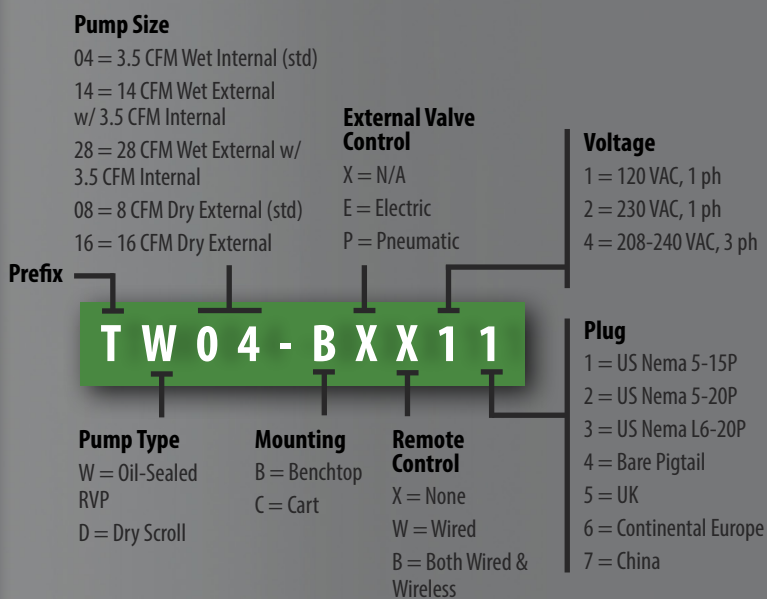 Pump Size
04 = 3.5 CFM Wet Internal (std)
14 = 14 CFM Wet External
w/ 3.5 CFM Internal
28 = 28 CFM Wet External w/
3.5 CFM Internal
08 = 8 CFM Dry External (std)
16 = 16 CFM Dry External
External Valve
Control
X = N/A
E = Electric
P = Pneumatic
Voltage
1 = 120 VAC, 1 ph
2 = 230 VAC, 1 ph
4 = 208-240 VAC, 3 ph
Prefix
T W 0 4 - B X X 1 1
Pump Type
W = Oil-Sealed
RVP
D = Dry Scroll
Mounting
B = Benchtop
C = Cart
Remote
Control
X = None
W = Wired
B = Both Wired &
Wireless
Plug
1 = US Nema 5-15P
2 = US Nema 5-20P
3 = US Nema L6-20P
4 = Bare Pigtail
5 = UK
6 = Continental Europe
7 = China